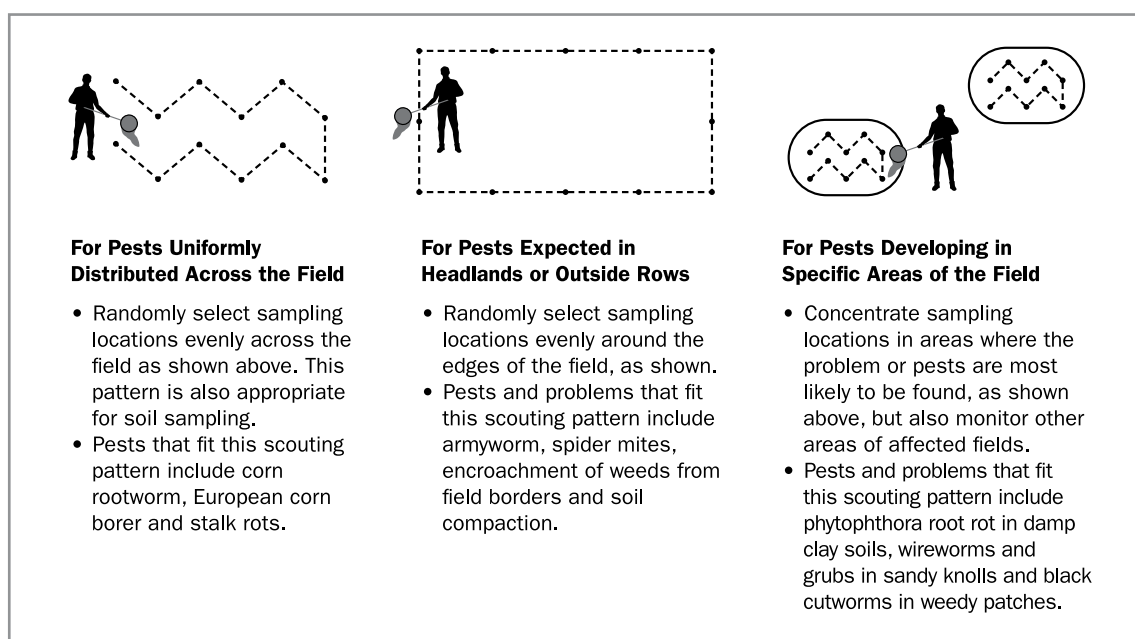 For Pests Uniformly
Distributed Across the Field
• Randomly select sampling
locations evenly across the
field as shown above. This
pattern is also appropriate
for soil sampling.
• Pests that fit this scouting
pattern include corn
rootworm, European corn
borer and stalk rots.
For Pests Expected in
Headlands or Outside Rows
• Randomly select sampling
locations evenly around the
edges of the field, as shown.
• Pests and problems that fit
this scouting pattern include
armyworm, spider mites,
encroachment of weeds from
field borders and soil
compaction.
For Pests Developing in
Specific Areas of the Field
• Concentrate sampling
locations in areas where the
problem or pests are most
likely to be found, as shown
above, but also monitor other
areas of affected fields.
• Pests and problems that fit
this scouting pattern include
phytophthora root rot in damp
clay soils, wireworms and
grubs in sandy knolls and black
cutworms in weedy patches.